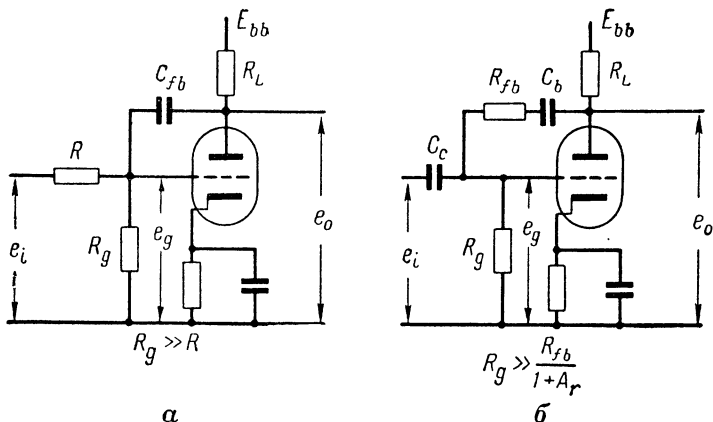 E_bb
C_fb
R_L
R
e_i
R_g
e_g
e_o
R_g >> R
а
E_bb
R_fb
C_b
R_L
C_c
e_i
R_g
e_g
e_o
R_g >> R_fb / 1 + A_r
б